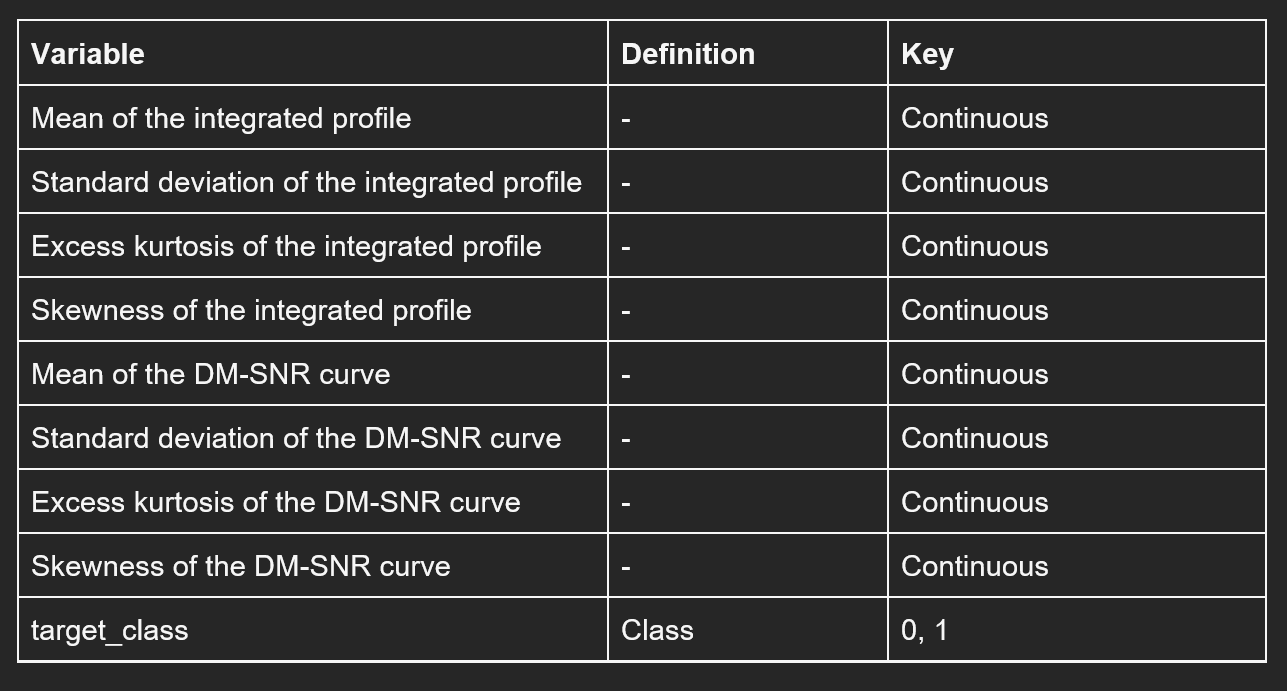 Variable Definition Key
Mean of the integrated profile - Continuous
Standard deviation of the integrated profile - Continuous
Excess kurtosis of the integrated profile - Continuous
Skewness of the integrated profile - Continuous
Mean of the DM-SNR curve - Continuous
Standard deviation of the DM-SNR curve - Continuous
Excess kurtosis of the DM-SNR curve - Continuous
Skewness of the DM-SNR curve - Continuous
target_class Class 0, 1